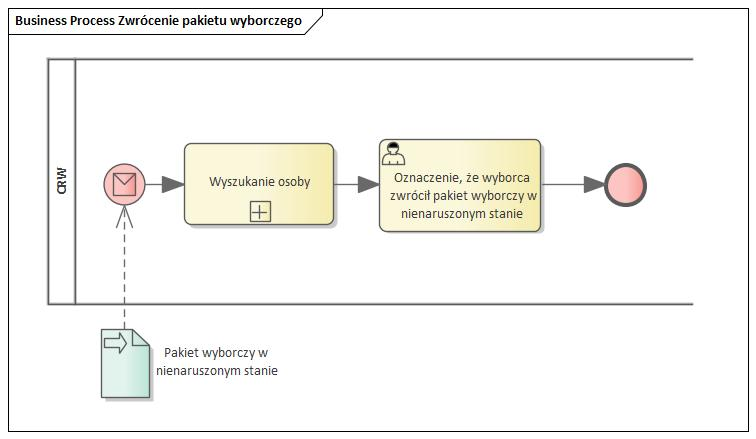 Business Process Zwrócenie pakietu wyborczego
CRW
Wyszukanie osoby
Oznaczenie, że wyborca
zwrócił pakiet wyborczy w
nienaruszonym stanie
Pakiet wyborczy w
nienaruszonym stanie